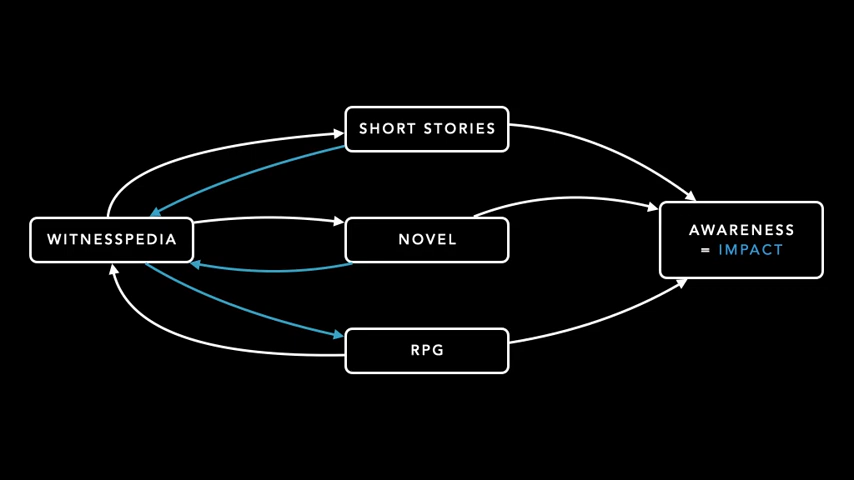 SHORT STORIES
WITNESSPEDIA
NOVEL
AWARENESS
= IMPACT
RPG